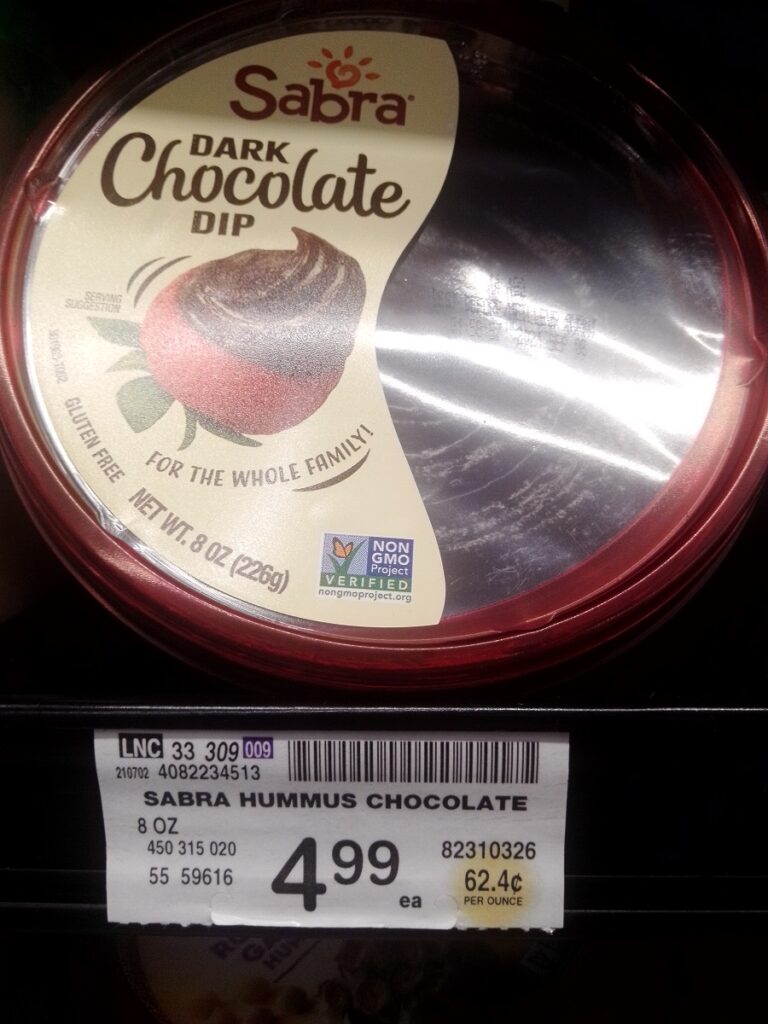 Sabra
DARK
Chocolate
DIP
SERVING
SUGGESTION
GLUTEN FREE
FOR THE WHOLE FAMILY!
NET WT. 8 OZ (226g)
NON
GMO
Project
VERIFIED
nongmoproject.org
LNC 33 309 009
210702 4082234513
SABRA HUMMUS CHOCOLATE
8 OZ
450 315 020
82310326
55 59616
4.99 ea
62.4¢
PER OUNCE